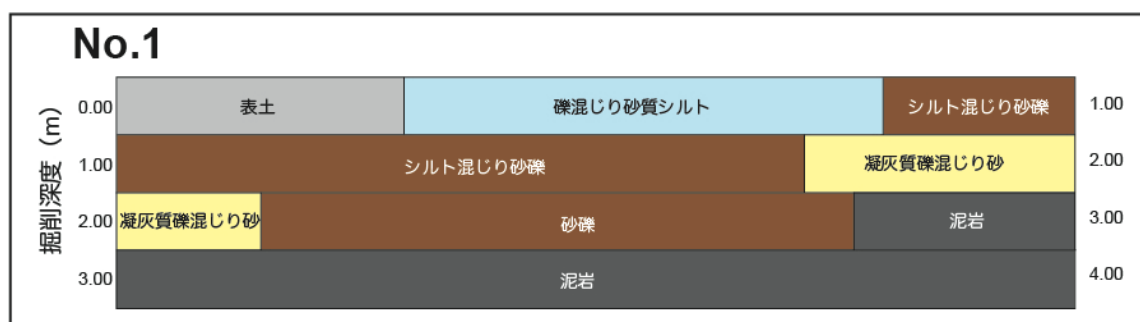 No.1
掘削深度 (m)
0.00 表土 礫混じり砂質シルト シルト混じり砂礫 1.00
1.00 シルト混じり砂礫 凝灰質礫混じり砂 2.00
2.00 凝灰質礫混じり砂 砂礫 泥岩 3.00
3.00 泥岩 4.00